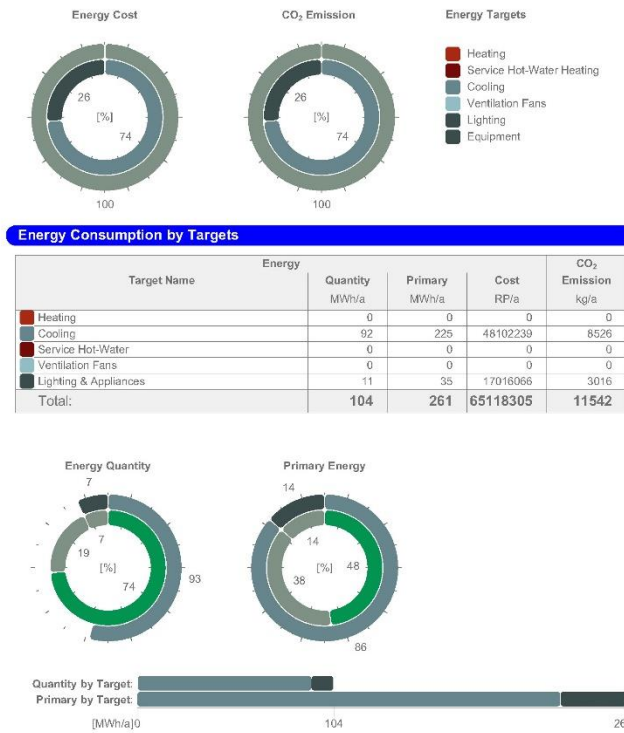 Energy Cost
CO₂ Emission
Energy Targets
26
[%]
74
100
26
[%]
74
100
Heating
Service Hot-Water Heating
Cooling
Ventilation Fans
Lighting
Equipment
Energy Consumption by Targets
Energy CO₂
Target Name Quantity Primary Cost Emission
MWh/a MWh/a RP/a kg/a
Heating 0 0 0 0
Cooling 92 225 48102239 8526
Service Hot-Water 0 0 0 0
Ventilation Fans 0 0 0 0
Lighting & Appliances 11 35 17016066 3016
Total: 104 261 65118305 11542
Energy Quantity
7
7
19
[%]
74
93
Primary Energy
14
14
[%]
48
38
86
Quantity by Target:
Primary by Target:
[MWh/a]0 104